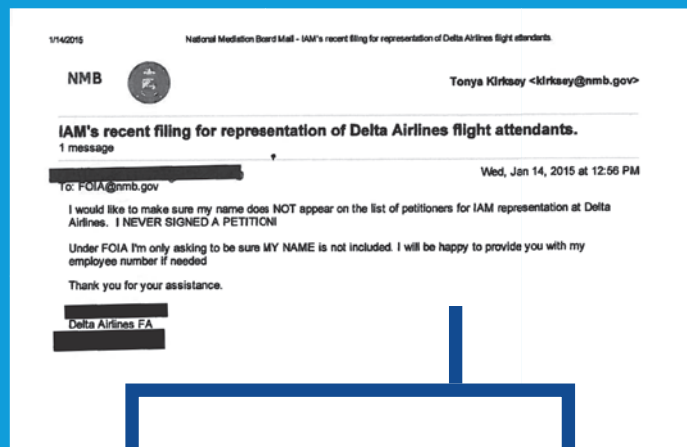 1/14/2015 National Mediation Board Mail - IAM's recent filing for representation of Delta Airlines flight attendants.
NMB Tonya Kirksey <kirksey@nmb.gov>
IAM's recent filing for representation of Delta Airlines flight attendants.
1 message
Wed, Jan 14, 2015 at 12:56 PM
To: FOIA@nmb.gov
I would like to make sure my name does NOT appear on the list of petitioners for IAM representation at Delta
Airlines. I NEVER SIGNED A PETITION!
Under FOIA I'm only asking to be sure MY NAME is not included. I will be happy to provide you with my
employee number if needed
Thank you for your assistance.
Delta Airlines FA